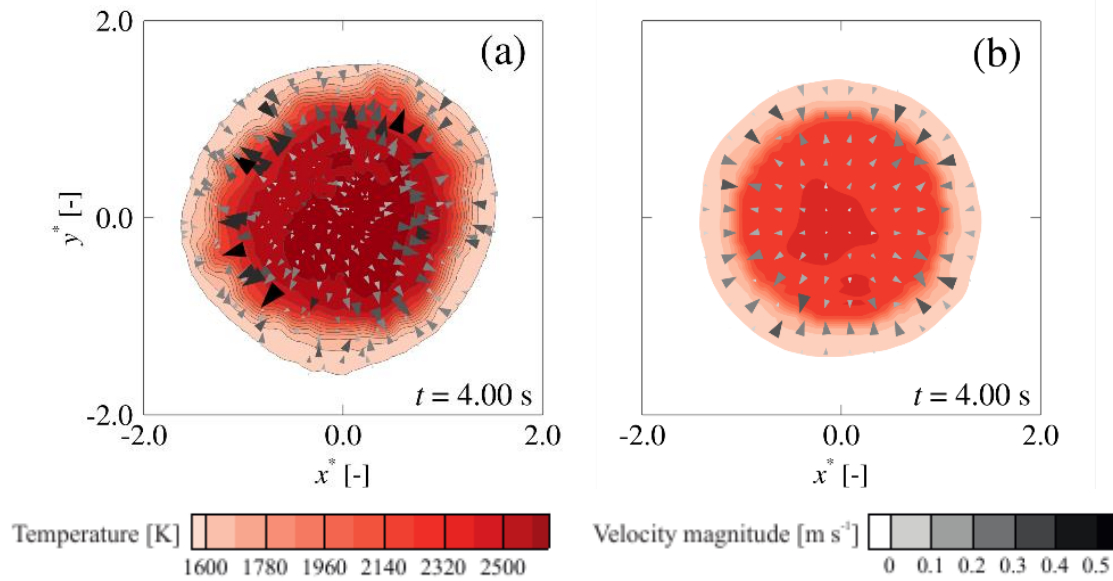 (a)
2.0
0.0
-2.0
y* [-]
-2.0
0.0
2.0
x* [-]
t = 4.00 s
(b)
t = 4.00 s
-2.0
0.0
2.0
x* [-]
Temperature [K]
1600 1780 1960 2140 2320 2500
Velocity magnitude [m s⁻¹]
0 0.1 0.2 0.3 0.4 0.5